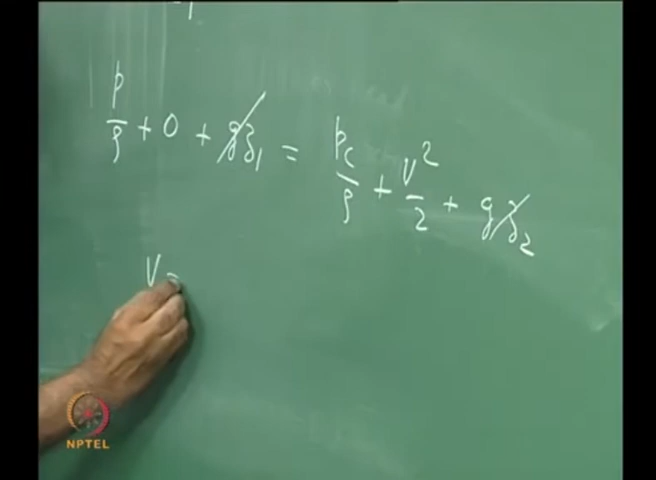 p/ρ + 0 + gz₁ = p_c/ρ + V²/2 + gz₂
V =
NPTEL